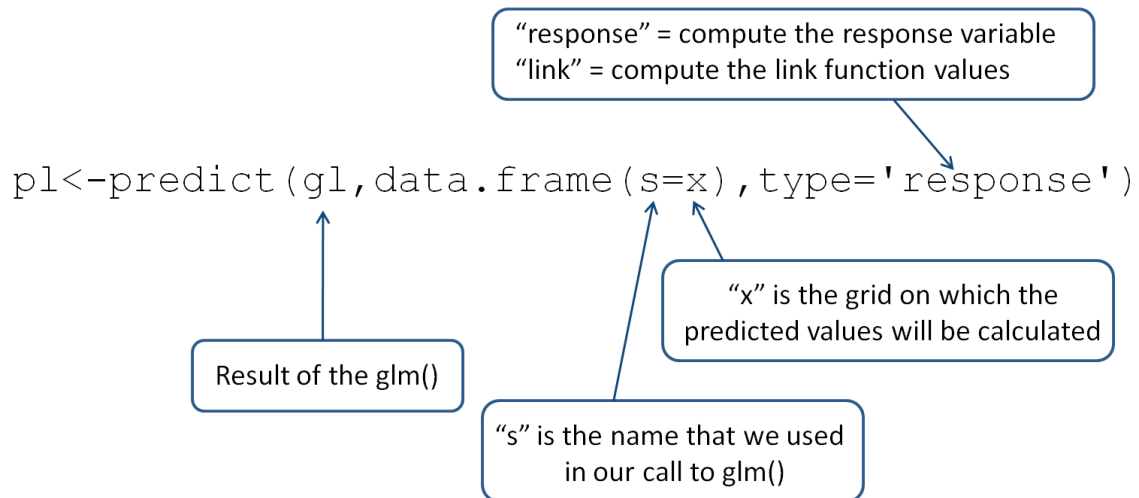 “response” = compute the response variable
“link” = compute the link function values
pl<-predict(gl,data.frame(s=x),type='response')
“x” is the grid on which the
predicted values will be calculated
Result of the glm()
“s” is the name that we used
in our call to glm()